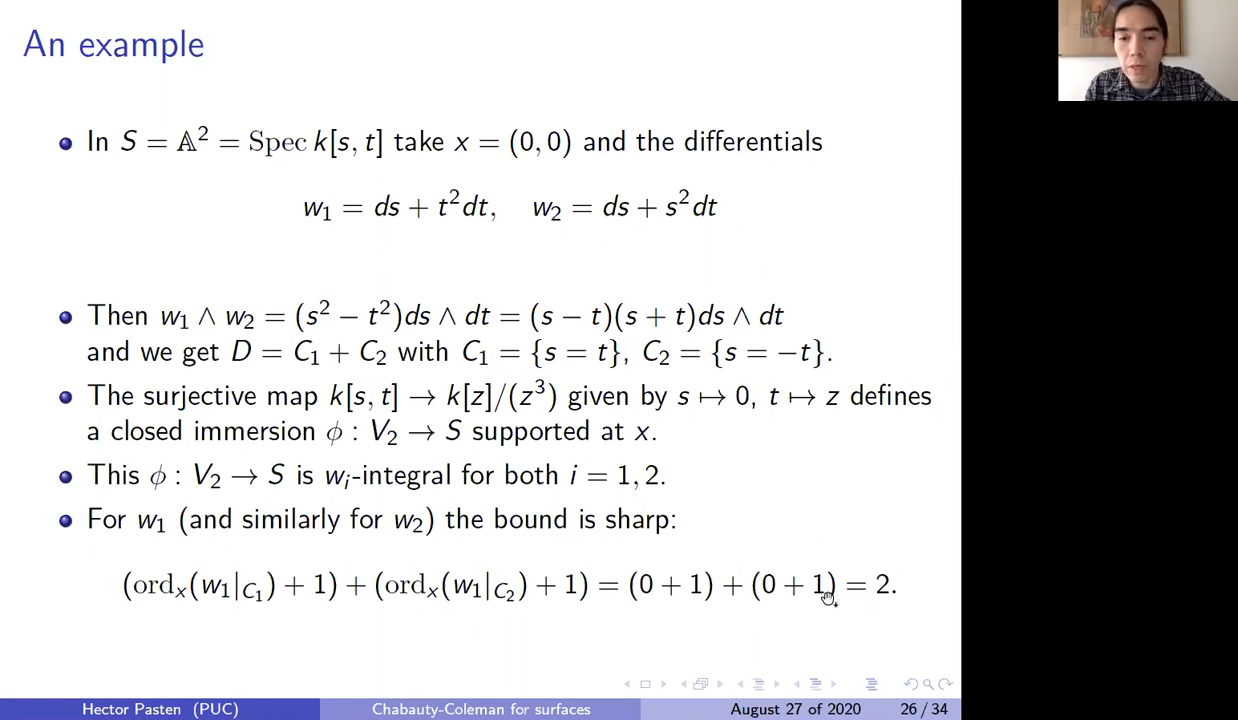 An example
In S = 𝔸² = Spec k[s, t] take x = (0, 0) and the differentials
w₁ = ds + t²dt, w₂ = ds + s²dt
Then w₁ ∧ w₂ = (s² − t²)ds ∧ dt = (s − t)(s + t)ds ∧ dt
and we get D = C₁ + C₂ with C₁ = {s = t}, C₂ = {s = −t}.
The surjective map k[s, t] → k[z]/(z³) given by s ↦ 0, t ↦ z defines
a closed immersion ϕ : V₂ → S supported at x.
This ϕ : V₂ → S is wᵢ-integral for both i = 1, 2.
For w₁ (and similarly for w₂) the bound is sharp:
(ordₓ(w₁|C₁) + 1) + (ordₓ(w₁|C₂) + 1) = (0 + 1) + (0 + 1) = 2.
Hector Pasten (PUC) Chabauty-Coleman for surfaces August 27 of 2020 26 / 34